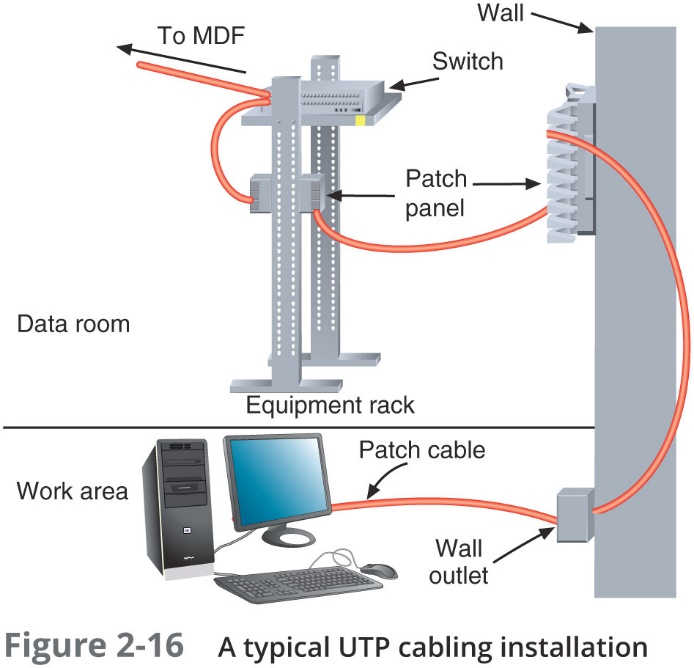 Wall
To MDF
Switch
Patch
panel
Data room
Equipment rack
Patch cable
Work area
Wall
outlet
Figure 2-16 A typical UTP cabling installation